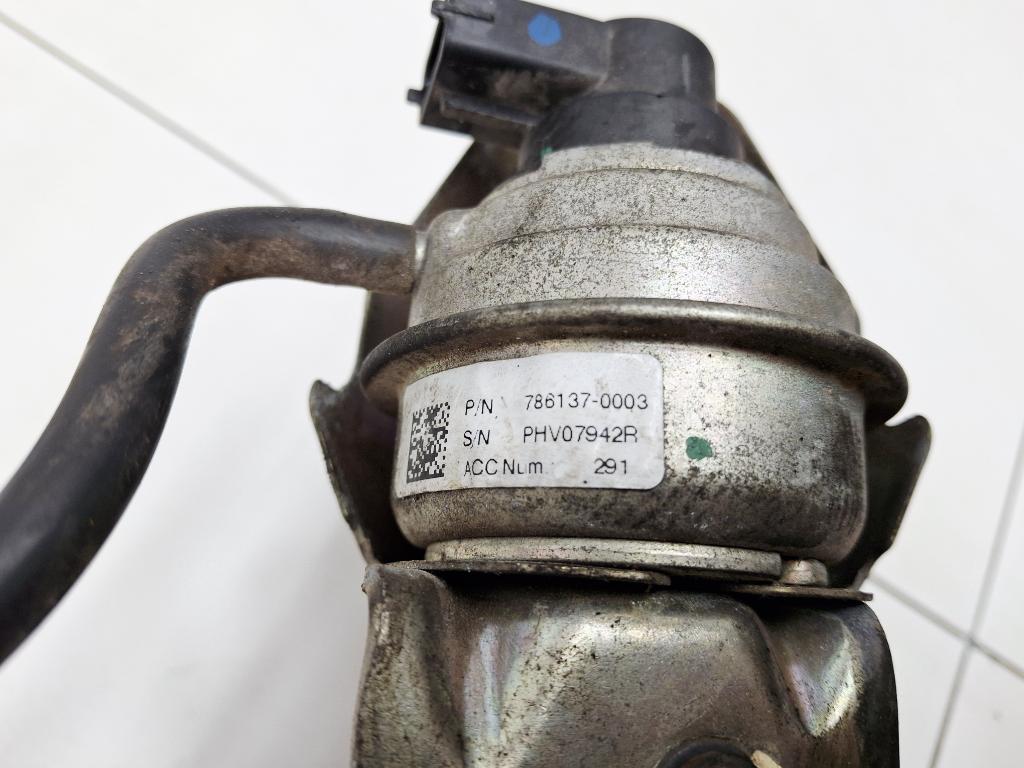 P/N 786137-0003
S/N PHV07942R
ACC Num.: 291